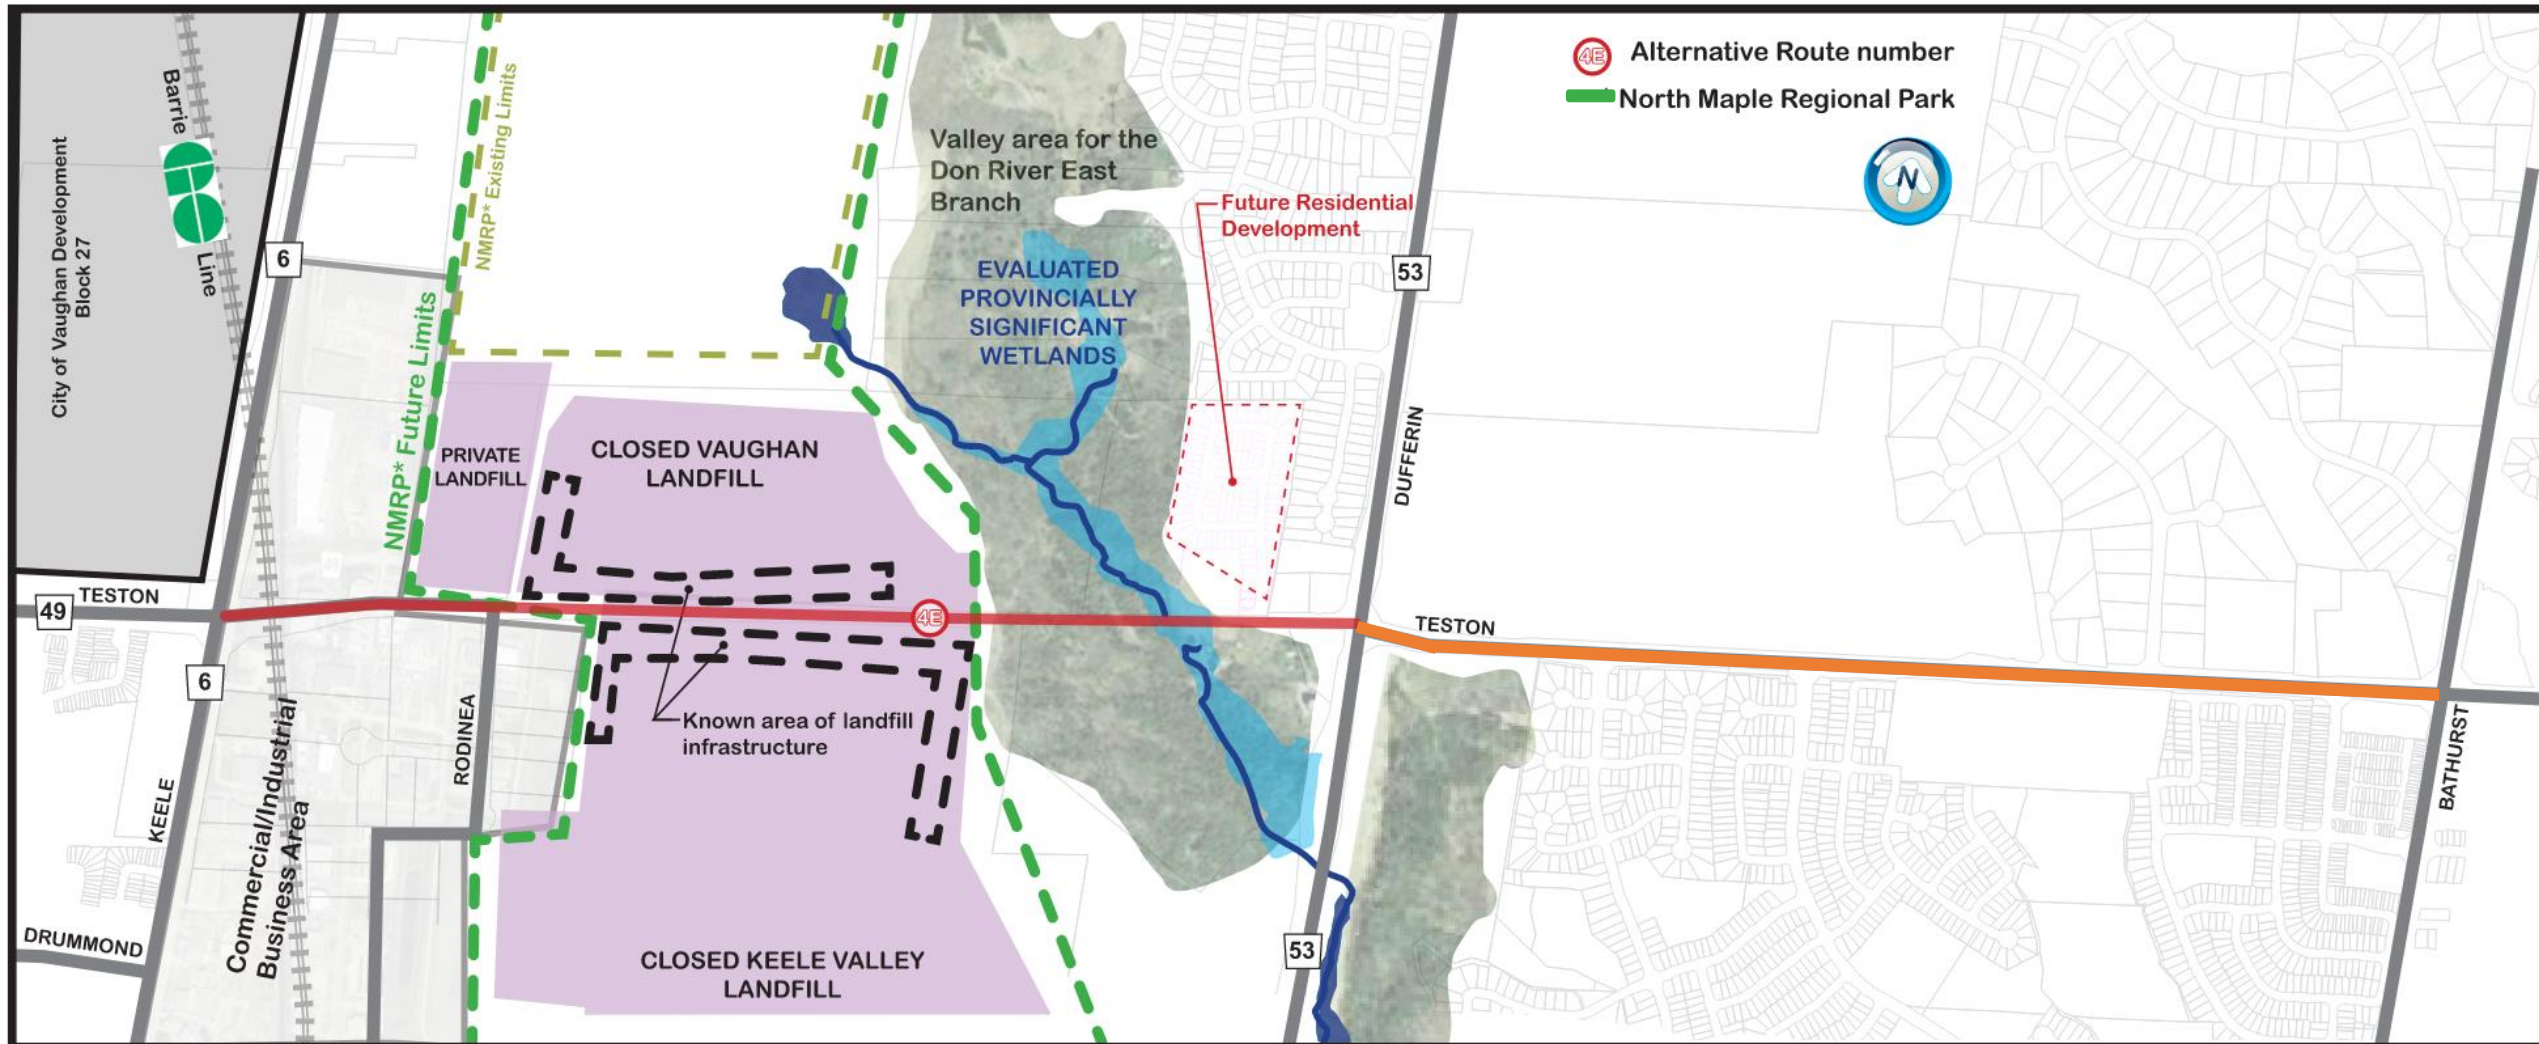 4E Alternative Route number
North Maple Regional Park
N
Barrie
Line
City of Vaughan Development
Block 27
6
NMRP* Existing Limits
NMRP* Future Limits
Valley area for the
Don River East
Branch
Future Residential
Development
EVALUATED
PROVINCIALLY
SIGNIFICANT
WETLANDS
53
DUFFERIN
PRIVATE
LANDFILL
CLOSED VAUGHAN
LANDFILL
TESTON
49
4E
TESTON
6
Known area of landfill
infrastructure
RODINEA
KEELE
BATHURST
Commercial/Industrial
Business Area
DRUMMOND
53
CLOSED KEELE VALLEY
LANDFILL